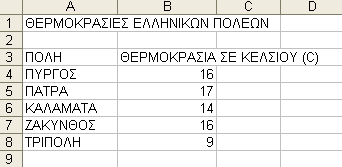 A B C D
1 ΘΕΡΜΟΚΡΑΣΙΕΣ ΕΛΛΗΝΙΚΩΝ ΠΟΛΕΩΝ
2
3 ΠΟΛΗ ΘΕΡΜΟΚΡΑΣΙΑ ΣΕ ΚΕΛΣΙΟΥ (C)
4 ΠΥΡΓΟΣ 16
5 ΠΑΤΡΑ 17
6 ΚΑΛΑΜΑΤΑ 14
7 ΖΑΚΥΝΘΟΣ 16
8 ΤΡΙΠΟΛΗ 9
9